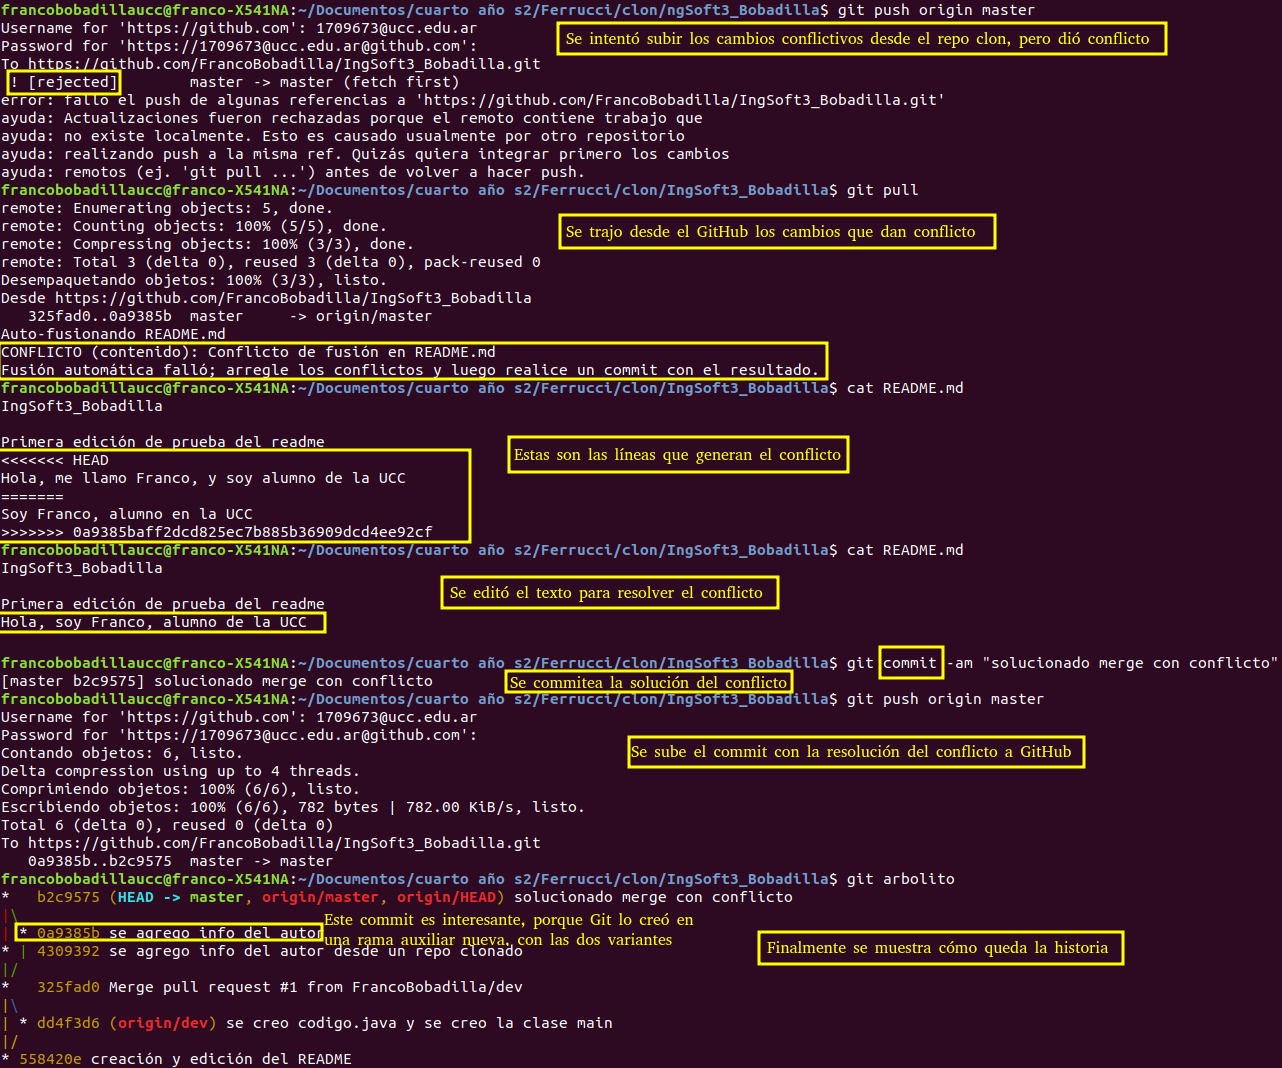 francobobadillaucc@franco-X541NA:~/Documentos/cuarto año s2/Ferrucci/clon/ngSoft3_Bobadilla$ git push origin master
Username for 'https://github.com': 1709673@ucc.edu.ar
Se intentó subir los cambios conflictivos desde el repo clon, pero dió conflicto
Password for 'https://1709673@ucc.edu.ar@github.com':
To https://github.com/FrancoBobadilla/IngSoft3_Bobadilla.git
 ! [rejected]        master -> master (fetch first)
error: falló el push de algunas referencias a 'https://github.com/FrancoBobadilla/IngSoft3_Bobadilla.git'
ayuda: Actualizaciones fueron rechazadas porque el remoto contiene trabajo que
ayuda: no existe localmente. Esto es causado usualmente por otro repositorio
ayuda: realizando push a la misma ref. Quizás quiera integrar primero los cambios
ayuda: remotos (ej. 'git pull ...') antes de volver a hacer push.
francobobadillaucc@franco-X541NA:~/Documentos/cuarto año s2/Ferrucci/clon/IngSoft3_Bobadilla$ git pull
remote: Enumerating objects: 5, done.
remote: Counting objects: 100% (5/5), done.
Se trajo desde el GitHub los cambios que dan conflicto
remote: Compressing objects: 100% (3/3), done.
remote: Total 3 (delta 0), reused 3 (delta 0), pack-reused 0
Desempaquetando objetos: 100% (3/3), listo.
Desde https://github.com/FrancoBobadilla/IngSoft3_Bobadilla
   325fad0..0a9385b  master     -> origin/master
Auto-fusionando README.md
CONFLICTO (contenido): Conflicto de fusión en README.md
Fusión automática falló; arregle los conflictos y luego realice un commit con el resultado.
francobobadillaucc@franco-X541NA:~/Documentos/cuarto año s2/Ferrucci/clon/IngSoft3_Bobadilla$ cat README.md
IngSoft3_Bobadilla
Primera edición de prueba del readme
Estas son las líneas que generan el conflicto
<<<<<<< HEAD
Hola, me llamo Franco, y soy alumno de la UCC
=======
Soy Franco, alumno en la UCC
>>>>>>> 0a9385baff2dcd825ec7b885b36909dcd4ee92cf
francobobadillaucc@franco-X541NA:~/Documentos/cuarto año s2/Ferrucci/clon/IngSoft3_Bobadilla$ cat README.md
IngSoft3_Bobadilla
Se editó el texto para resolver el conflicto
Primera edición de prueba del readme
Hola, soy Franco, alumno de la UCC
francobobadillaucc@franco-X541NA:~/Documentos/cuarto año s2/Ferrucci/clon/IngSoft3_Bobadilla$ git commit -am "solucionado merge con conflicto"
[master b2c9575] solucionado merge con conflicto
Se commitea la solución del conflicto
francobobadillaucc@franco-X541NA:~/Documentos/cuarto año s2/Ferrucci/clon/IngSoft3_Bobadilla$ git push origin master
Username for 'https://github.com': 1709673@ucc.edu.ar
Password for 'https://1709673@ucc.edu.ar@github.com':
Contando objetos: 6, listo.
Se sube el commit con la resolución del conflicto a GitHub
Delta compression using up to 4 threads.
Comprimiendo objetos: 100% (6/6), listo.
Escribiendo objetos: 100% (6/6), 782 bytes | 782.00 KiB/s, listo.
Total 6 (delta 0), reused 0 (delta 0)
To https://github.com/FrancoBobadilla/IngSoft3_Bobadilla.git
   0a9385b..b2c9575  master -> master
francobobadillaucc@franco-X541NA:~/Documentos/cuarto año s2/Ferrucci/clon/IngSoft3_Bobadilla$ git arbolito
*   b2c9575 (HEAD -> master, origin/master, origin/HEAD) solucionado merge con conflicto
|\
Este commit es interesante, porque Git lo creó en
| * 0a9385b se agrego info del autor
una rama auxiliar nueva, con las dos variantes
Finalmente se muestra cómo queda la historia
* | 4309392 se agrego info del autor desde un repo clonado
|/
*   325fad0 Merge pull request #1 from FrancoBobadilla/dev
|\
| * dd4f3d6 (origin/dev) se creo codigo.java y se creo la clase main
|/
* 558420e creación y edición del README